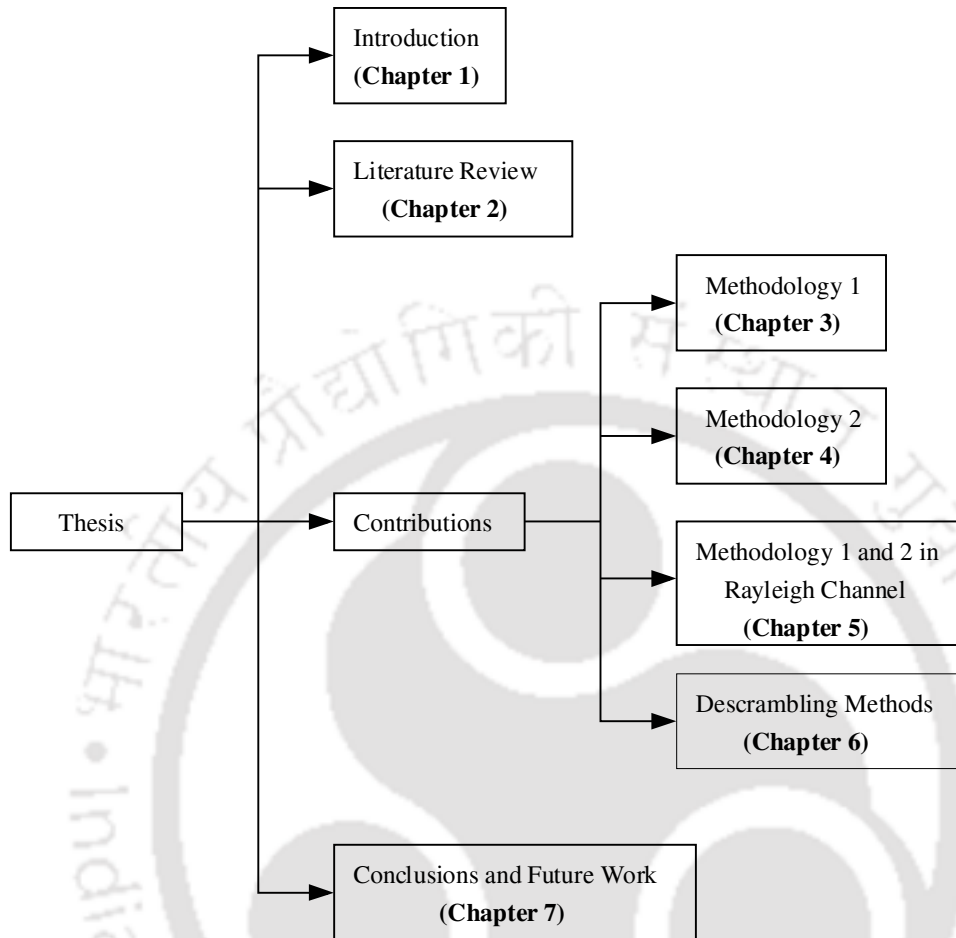 Introduction
(Chapter 1)
Literature Review
(Chapter 2)
Methodology 1
(Chapter 3)
Methodology 2
(Chapter 4)
Thesis
Contributions
Methodology 1 and 2 in
Rayleigh Channel
(Chapter 5)
Descrambling Methods
(Chapter 6)
Conclusions and Future Work
(Chapter 7)
भारतीय प्रौद्योगिकी संस्थान